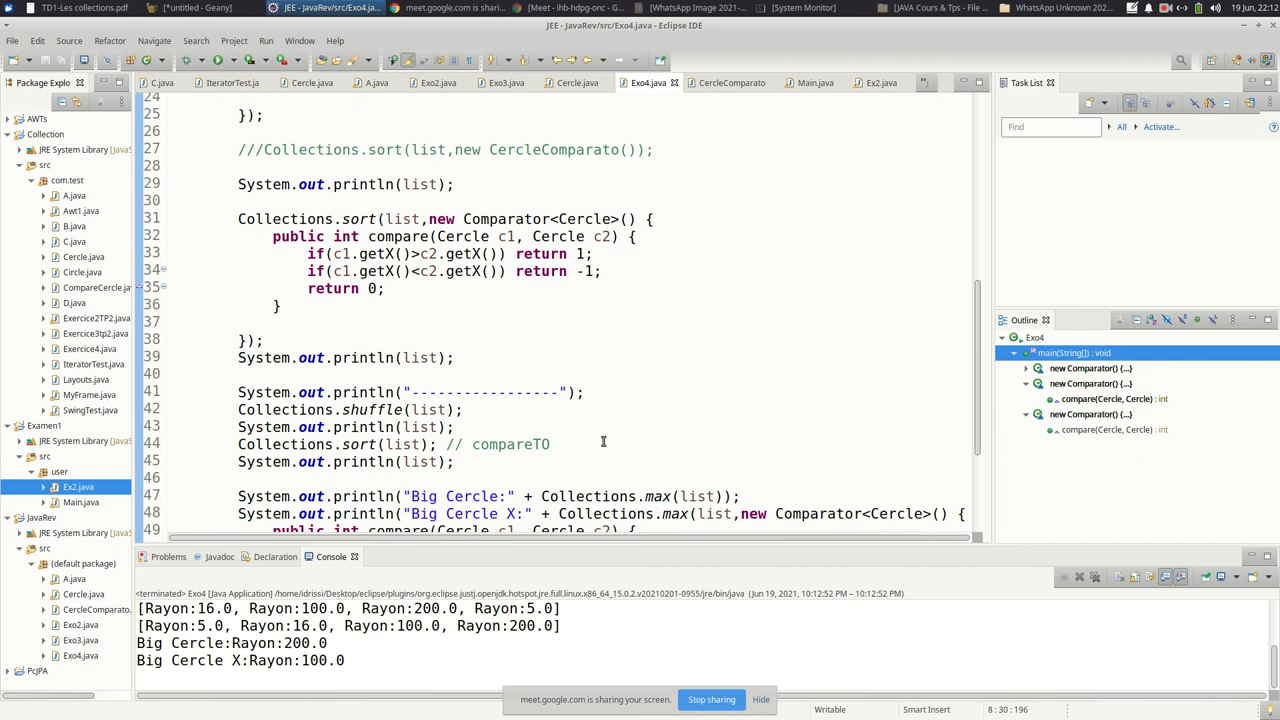 TD1-Les collections.pdf
[*untitled] - Geany]
JEE - JavaRev/src/Exo4.ja...
meet.google.com is shari...
[Meet - ihb-hdpg-onc - G...
[WhatsApp Image 2021-...
[System Monitor]
[JAVA Cours & Tps - Fil...
WhatsApp Unknown 202...
19 Jun, 22:12
JEE - JavaRev/src/Exo4.java - Eclipse IDE
File Edit Source Refactor Navigate Search Project Run Window Help
Package Explo
C.java
IteratorTest.ja
Cercle.java
A.java
Exo2.java
Exo3.java
Cercle.java
Exo4.java
CercleComparato
Main.java
Ex2.java
Task List
AWTs
Collection
JRE System Library [JavaS
src
com.test
A.java
Awt1.java
B.java
C.java
Cercle.java
Circle.java
CompareCercle.jav
D.java
Exercice2TP2.java
Exercice3tp2.java
Exercice4.java
IteratorTest.java
Layouts.java
MyFrame.java
SwingTest.java
Examen1
JRE System Library [JavaS
src
user
Ex2.java
Main.java
JavaRev
JRE System Library [JavaS
src
(default package)
A.java
Cercle.java
CercleComparato.
Exo2.java
Exo3.java
Exo4.java
PcJPA
24
25 });
26
27 ///Collections.sort(list,new CercleComparato());
28
29 System.out.println(list);
30
31 Collections.sort(list,new Comparator<Cercle>() {
32 public int compare(Cercle c1, Cercle c2) {
33 if(c1.getX()>c2.getX()) return 1;
34 if(c1.getX()<c2.getX()) return -1;
35 return 0;
36 }
37
38 });
39 System.out.println(list);
40
41 System.out.println("-----------------");
42 Collections.shuffle(list);
43 System.out.println(list);
44 Collections.sort(list); // compareTO
45 System.out.println(list);
46
47 System.out.println("Big Cercle:" + Collections.max(list));
48 System.out.println("Big Cercle X:" + Collections.max(list,new Comparator<Cercle>() {
49 public int compare(Cercle c1, Cercle c2) {
Find
All
Activate...
Outline
Exo4
main(String[]) : void
new Comparator() {...}
new Comparator() {...}
compare(Cercle, Cercle) : int
new Comparator() {...}
compare(Cercle, Cercle) : int
Problems
Javadoc
Declaration
Console
<terminated> Exo4 [Java Application] /home/idrissi/Desktop/eclipse/plugins/org.eclipse.justj.openjdk.hotspot.jre.full.linux.x86_64_15.0.2.v20210201-0955/jre/bin/java (Jun 19, 2021, 10:12:52 PM – 10:12:52 PM)
[Rayon:16.0, Rayon:100.0, Rayon:200.0, Rayon:5.0]
[Rayon:5.0, Rayon:16.0, Rayon:100.0, Rayon:200.0]
Big Cercle:Rayon:200.0
Big Cercle X:Rayon:100.0
meet.google.com is sharing your screen.
Stop sharing
Hide
Writable
Smart Insert
8 : 30 : 196